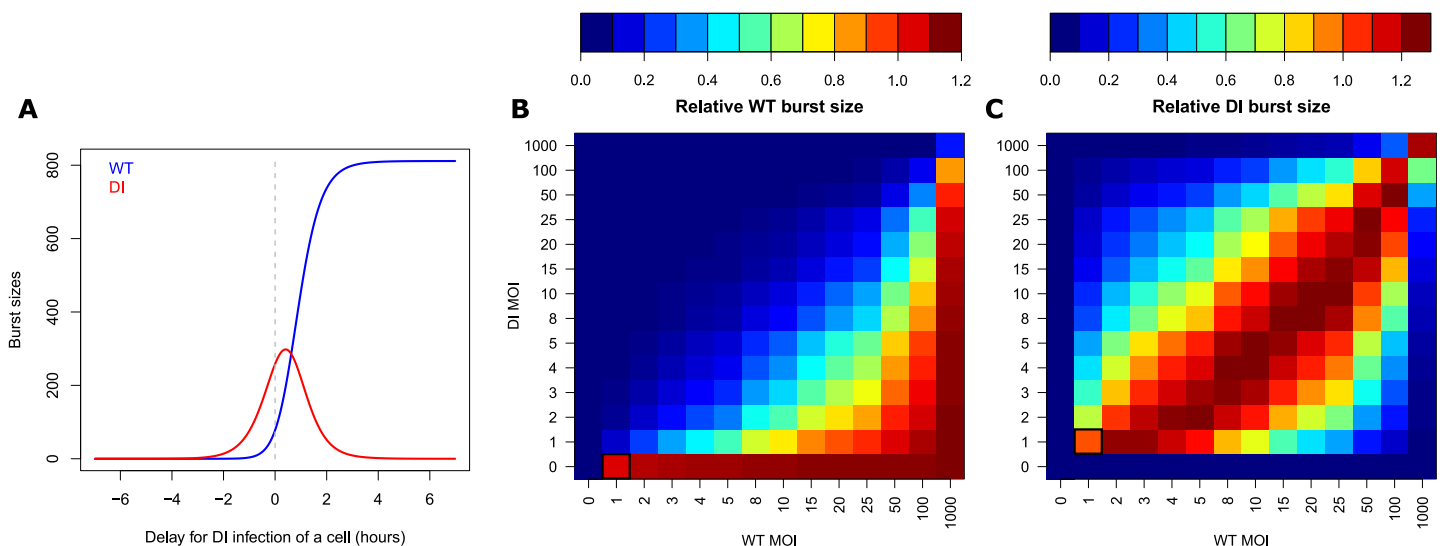 A
WT
DI
800
600
400
200
0
Burst sizes
−6 −4 −2 0 2 4 6
Delay for DI infection of a cell (hours)
0.0 0.2 0.4 0.6 0.8 1.0 1.2
Relative WT burst size
B
1000
100
50
25
20
15
10
8
5
4
3
2
1
0
DI MOI
0 1 2 3 4 5 8 10 15 20 25 50 100 1000
WT MOI
0.0 0.2 0.4 0.6 0.8 1.0 1.2
Relative DI burst size
C
1000
100
50
25
20
15
10
8
5
4
3
2
1
0
0 1 2 3 4 5 8 10 15 20 25 50 100 1000
WT MOI